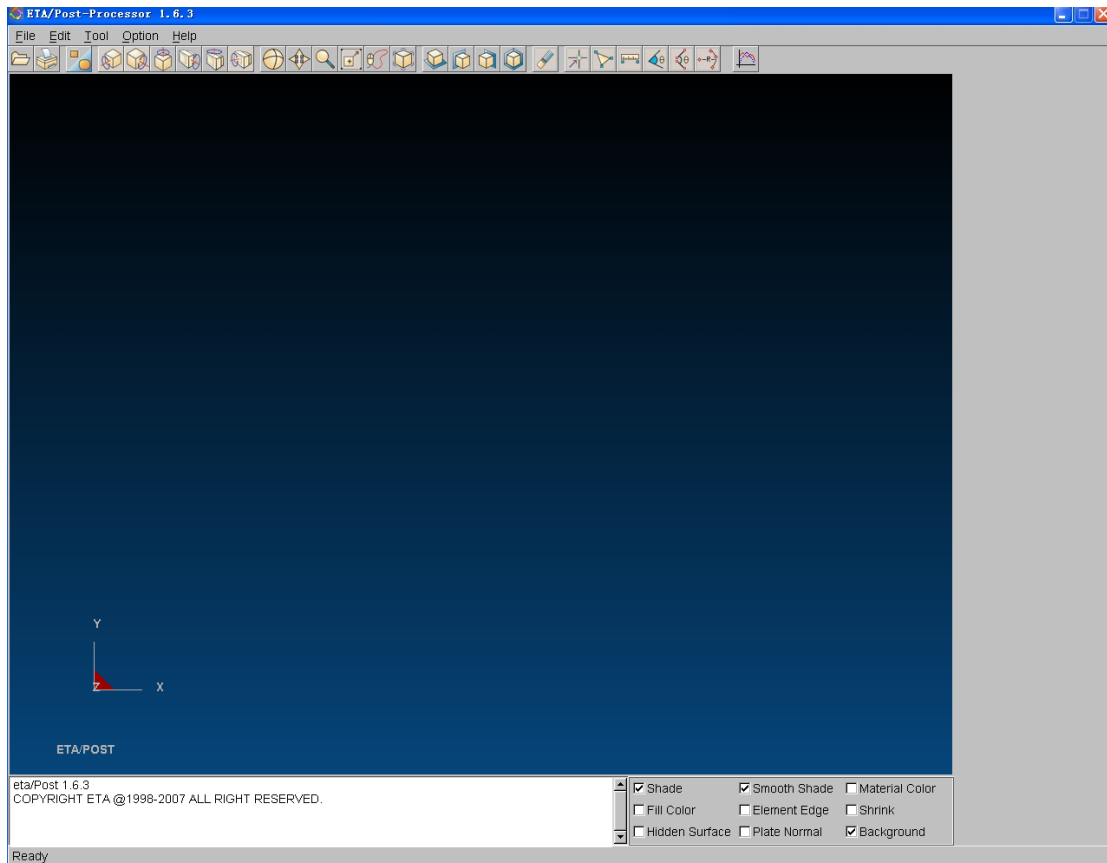 ETA/Post-Processor 1.6.3
File Edit Tool Option Help
Y
Z X
ETA/POST
eta/Post 1.6.3
COPYRIGHT ETA @1998-2007 ALL RIGHT RESERVED.
Shade Smooth Shade Material Color
Fill Color Element Edge Shrink
Hidden Surface Plate Normal Background
Ready